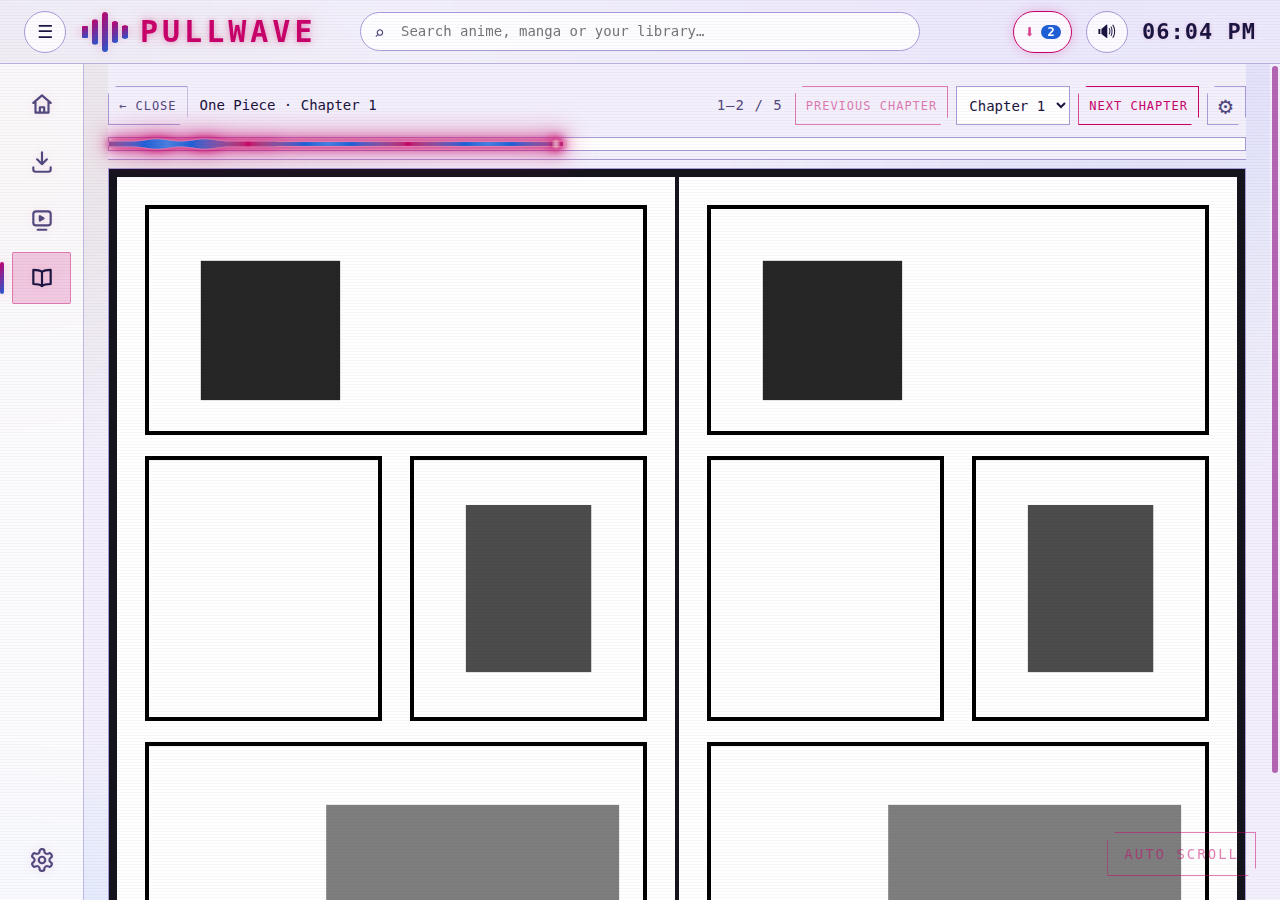 PULLWAVE
Search anime, manga or your library…
2
06:04 PM
← CLOSE
One Piece · Chapter 1
1–2 / 5
PREVIOUS CHAPTER
Chapter 1
NEXT CHAPTER
AUTO SCROLL